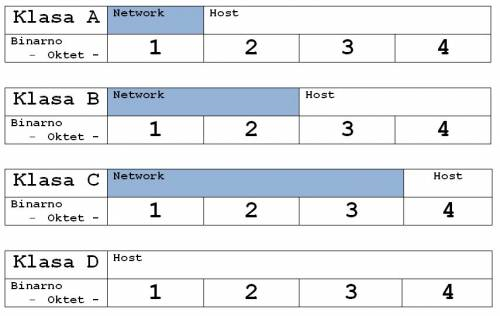 Klasa A Network Host
Binarno
- Oktet - 1 2 3 4
Klasa B Network Host
Binarno
- Oktet - 1 2 3 4
Klasa C Network Host
Binarno
- Oktet - 1 2 3 4
Klasa D Host
Binarno
- Oktet - 1 2 3 4